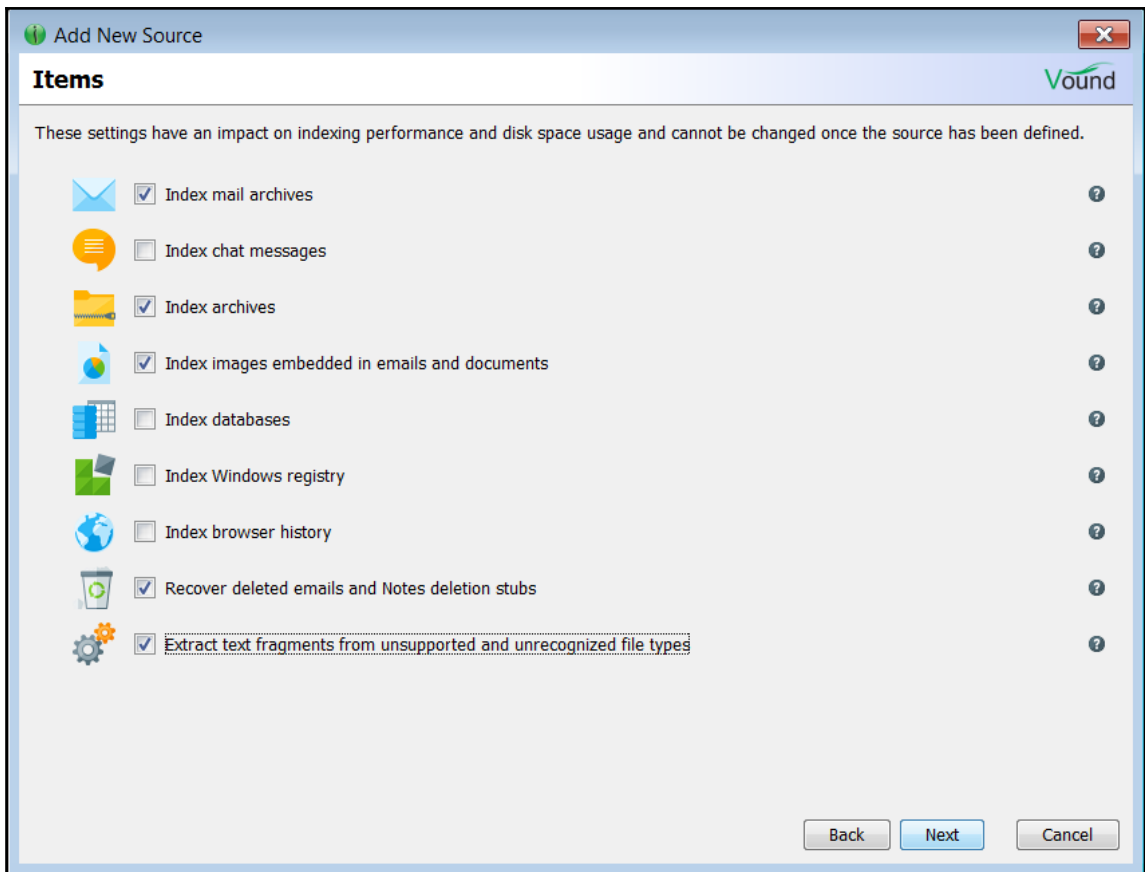 Add New Source
Items
Vound
These settings have an impact on indexing performance and disk space usage and cannot be changed once the source has been defined.
Index mail archives
Index chat messages
Index archives
Index images embedded in emails and documents
Index databases
Index Windows registry
Index browser history
Recover deleted emails and Notes deletion stubs
Extract text fragments from unsupported and unrecognized file types
Back Next Cancel